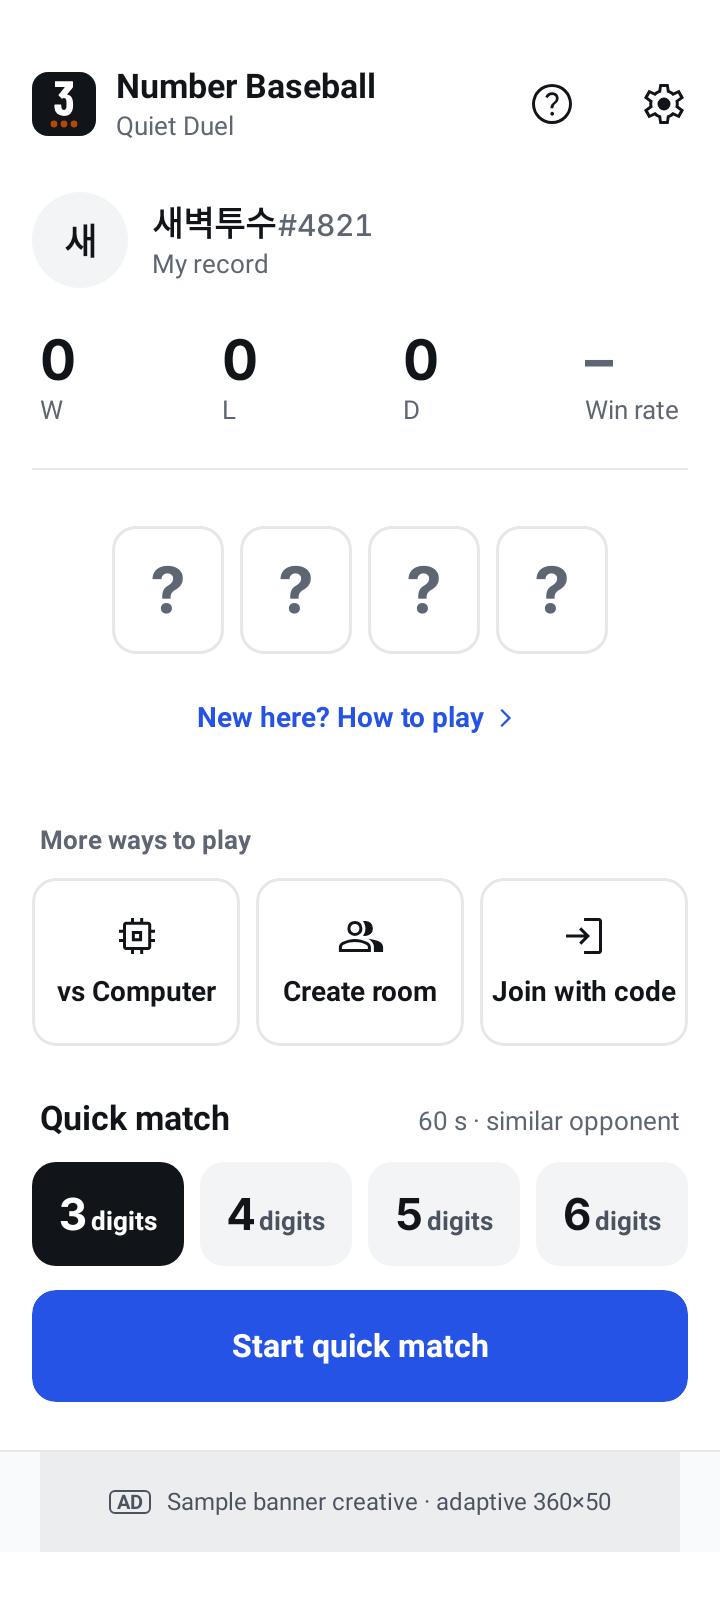 3
Number Baseball
Quiet Duel
?
새
새벽투수#4821
My record
0 0 0 –
W L D Win rate
? ? ? ?
New here? How to play
More ways to play
vs Computer Create room Join with code
Quick match 60 s · similar opponent
3 digits 4 digits 5 digits 6 digits
Start quick match
AD Sample banner creative · adaptive 360×50